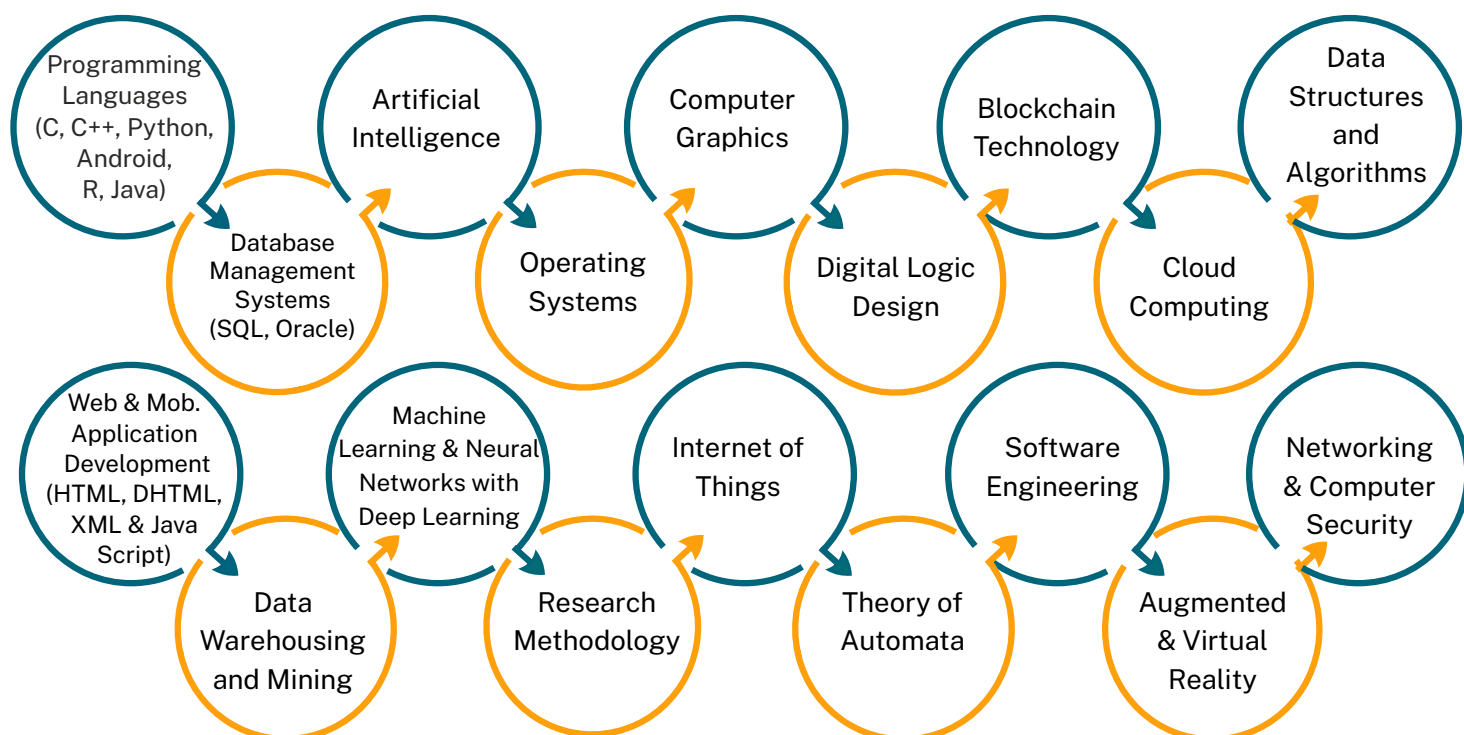 Programming
Languages
(C, C++, Python,
Android,
R, Java)
Database
Management
Systems
(SQL, Oracle)
Artificial
Intelligence
Operating
Systems
Computer
Graphics
Digital Logic
Design
Blockchain
Technology
Cloud
Computing
Data
Structures
and
Algorithms
Web & Mob.
Application
Development
(HTML, DHTML,
XML & Java
Script)
Data
Warehousing
and Mining
Machine
Learning & Neural
Networks with
Deep Learning
Research
Methodology
Internet of
Things
Theory of
Automata
Software
Engineering
Augmented
& Virtual
Reality
Networking
& Computer
Security